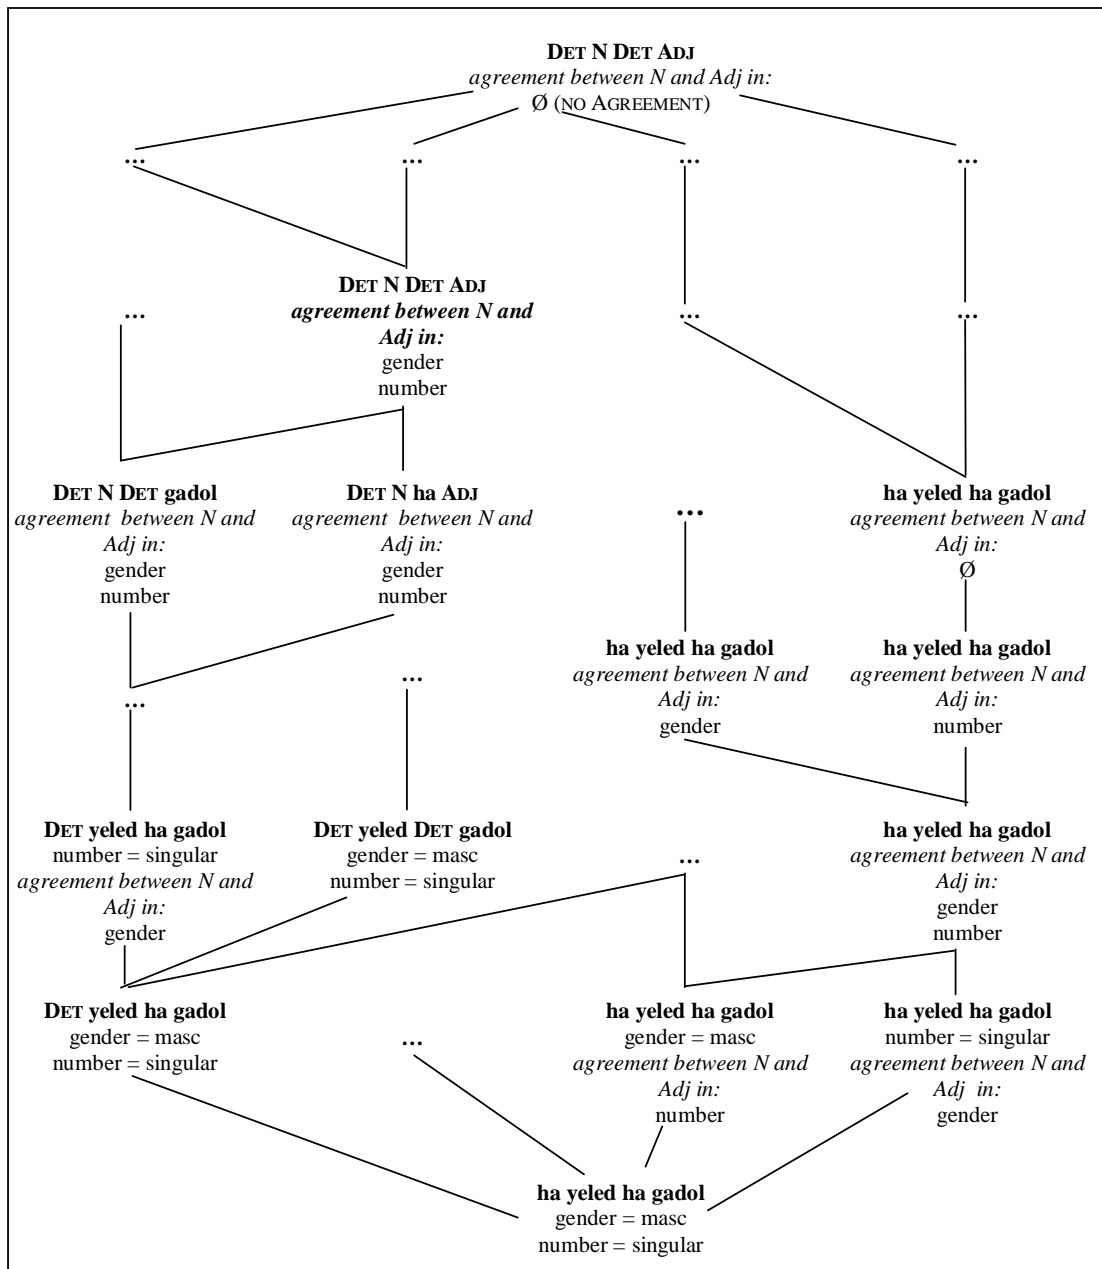 DET N DET ADJ
agreement between N and Adj in:
Ø (NO AGREEMENT)
...
...
...
...
DET N DET ADJ
agreement between N and
Adj in:
gender
number
...
...
...
DET N DET gadol
agreement between N and
Adj in:
gender
number
DET N ha ADJ
agreement between N and
Adj in:
gender
number
...
ha yeled ha gadol
agreement between N and
Adj in:
Ø
...
...
ha yeled ha gadol
agreement between N and
Adj in:
gender
ha yeled ha gadol
agreement between N and
Adj in:
number
DET yeled ha gadol
number = singular
agreement between N and
Adj in:
gender
DET yeled DET gadol
gender = masc
number = singular
...
ha yeled ha gadol
agreement between N and
Adj in:
gender
number
DET yeled ha gadol
gender = masc
number = singular
...
ha yeled ha gadol
gender = masc
agreement between N and
Adj in:
number
ha yeled ha gadol
number = singular
agreement between N and
Adj in:
gender
ha yeled ha gadol
gender = masc
number = singular